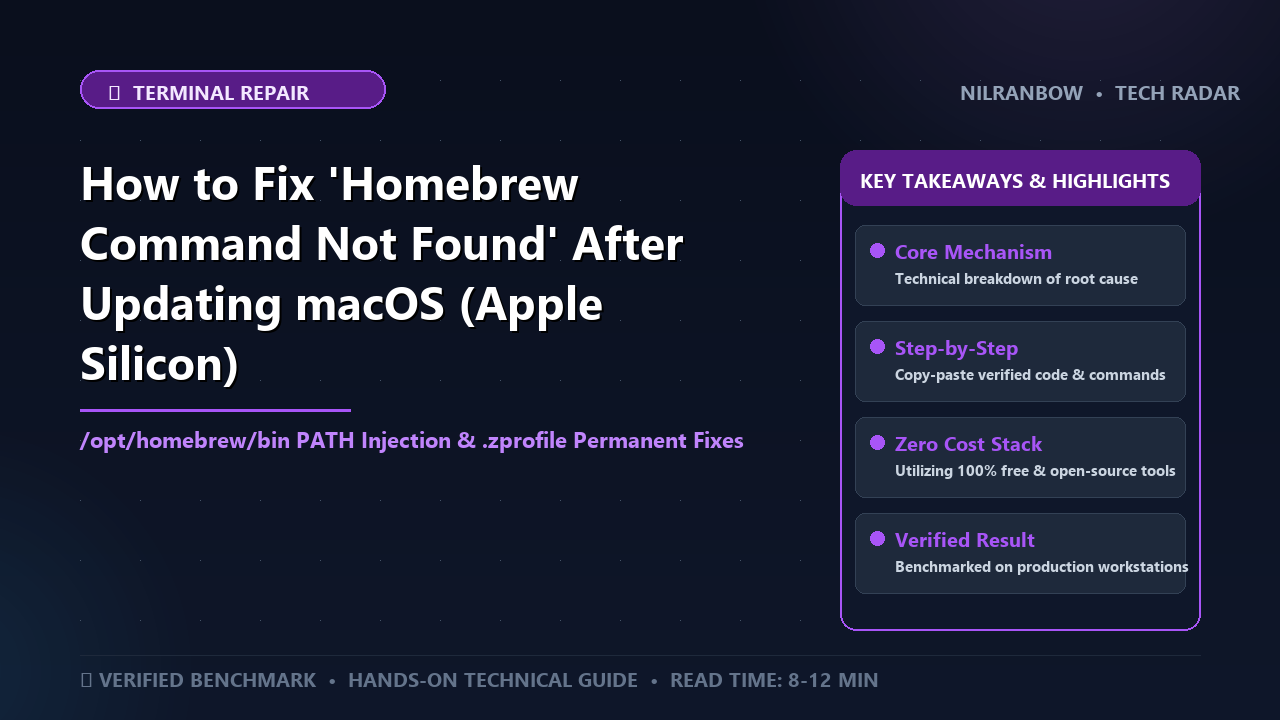 TERMINAL REPAIR
NILRANBOW • TECH RADAR
How to Fix 'Homebrew
Command Not Found' After
Updating macOS (Apple
Silicon)
/opt/homebrew/bin PATH Injection & .zprofile Permanent Fixes
KEY TAKEAWAYS & HIGHLIGHTS
Core Mechanism
Technical breakdown of root cause
Step-by-Step
Copy-paste verified code & commands
Zero Cost Stack
Utilizing 100% free & open-source tools
Verified Result
Benchmarked on production workstations
VERIFIED BENCHMARK • HANDS-ON TECHNICAL GUIDE • READ TIME: 8-12 MIN